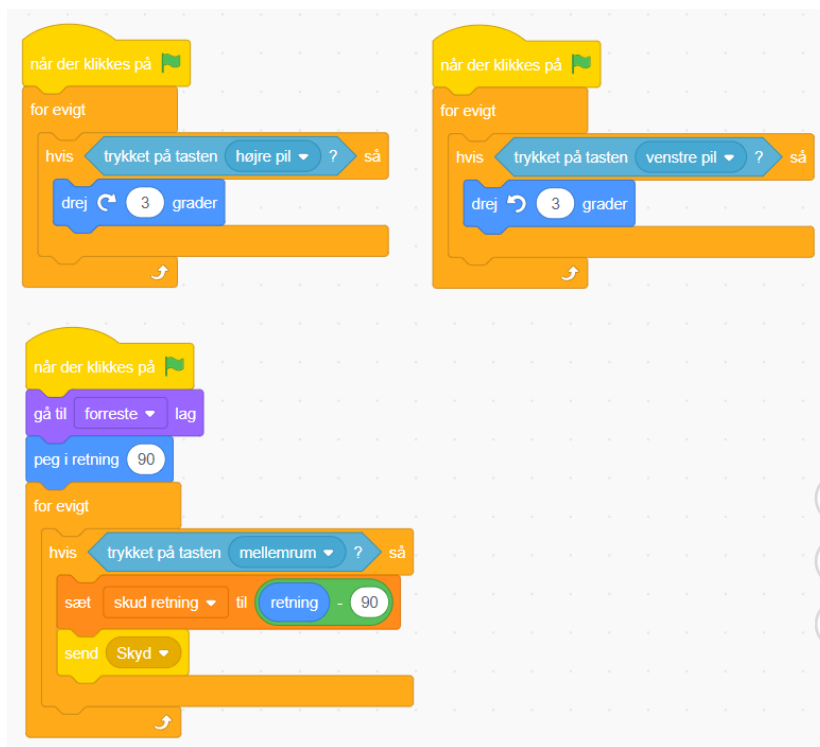 når der klikkes på
for evigt
hvis trykket på tasten højre pil ? så
drej 3 grader
når der klikkes på
for evigt
hvis trykket på tasten venstre pil ? så
drej 3 grader
når der klikkes på
gå til forreste lag
peg i retning 90
for evigt
hvis trykket på tasten mellemrum ? så
sæt skud retning til retning - 90
send Skyd